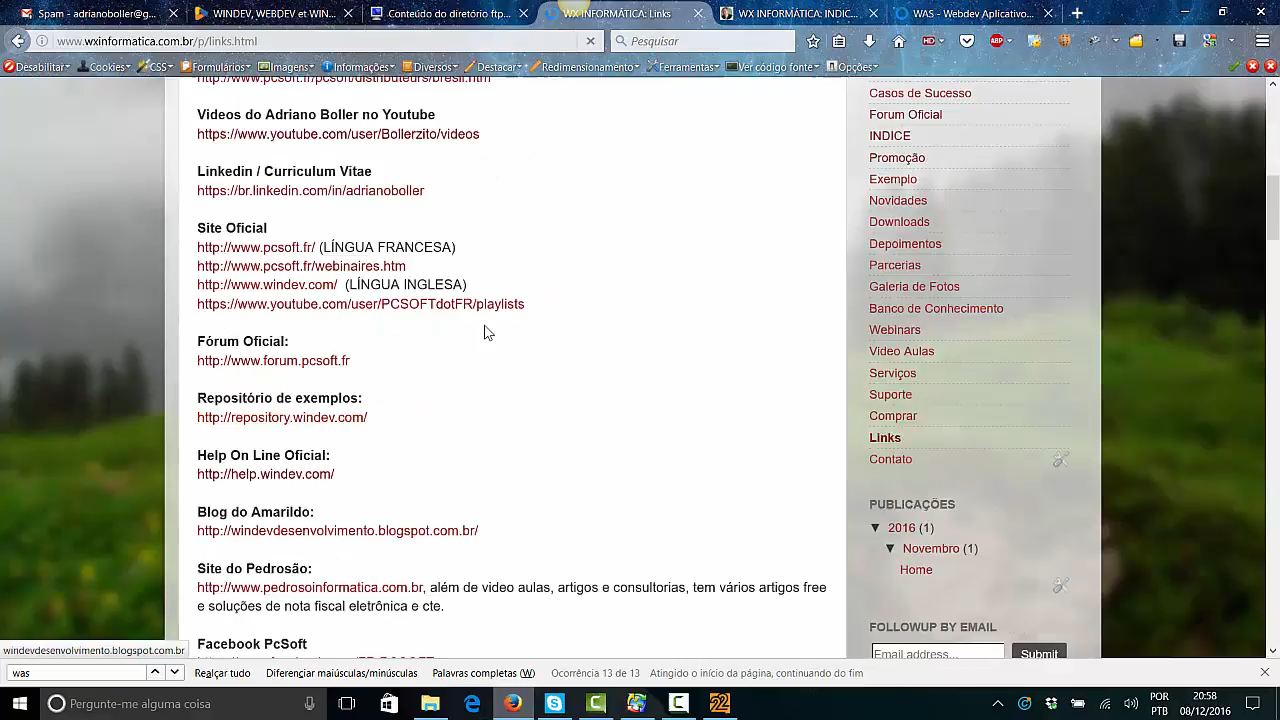 Spam - adrianoboller@g...
WINDEV, WEBDEV et WIN...
Conteúdo do diretório ftp:...
WX INFORMÁTICA: Links
WX INFORMÁTICA: INDIC...
WAS - Webdev Aplicativo...
www.wxinformatica.com.br/p/links.html
Pesquisar
Desabilitar Cookies CSS Formulários Imagens Informações Diversos Destacar Redimensionamento Ferramentas Ver código fonte Opções
http://www.pcsoft.fr/pcsoft/distributeurs/bresil.htm
Videos do Adriano Boller no Youtube
https://www.youtube.com/user/Bollerzito/videos
Linkedin / Curriculum Vitae
https://br.linkedin.com/in/adrianoboller
Site Oficial
http://www.pcsoft.fr/ (LÍNGUA FRANCESA)
http://www.pcsoft.fr/webinaires.htm
http://www.windev.com/ (LÍNGUA INGLESA)
https://www.youtube.com/user/PCSOFTdotFR/playlists
Fórum Oficial:
http://www.forum.pcsoft.fr
Repositório de exemplos:
http://repository.windev.com/
Help On Line Oficial:
http://help.windev.com/
Blog do Amarildo:
http://windevdesenvolvimento.blogspot.com.br/
Site do Pedrosão:
http://www.pedrosoinformatica.com.br, além de video aulas, artigos e consultorias, tem vários artigos free
e soluções de nota fiscal eletrônica e cte.
Facebook PcSoft
Casos de Sucesso
Forum Oficial
INDICE
Promoção
Exemplo
Novidades
Downloads
Depoimentos
Parcerias
Galeria de Fotos
Banco de Conhecimento
Webinars
Video Aulas
Serviços
Suporte
Comprar
Links
Contato
PUBLICAÇÕES
▼ 2016 (1)
▼ Novembro (1)
Home
FOLLOWUP BY EMAIL
Email address...
Submit
windevdesenvolvimento.blogspot.com.br
was
Realçar tudo Diferenciar maiúsculas/minúsculas Palavras completas (W) Ocorrência 13 de 13 Atingido o início da página, continuando do fim
Pergunte-me alguma coisa
POR
PTB
20:58
08/12/2016